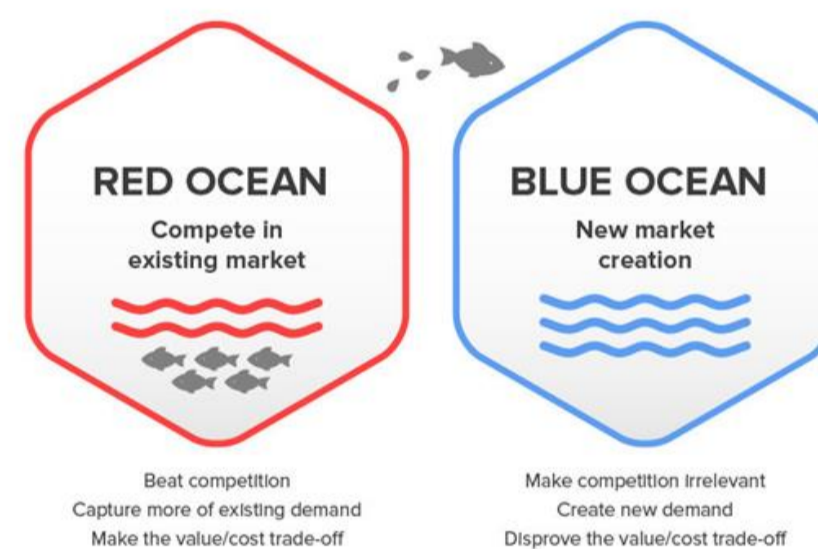 RED OCEAN
Compete in
existing market
Beat competition
Capture more of existing demand
Make the value/cost trade-off
BLUE OCEAN
New market
creation
Make competition irrelevant
Create new demand
Disprove the value/cost trade-off